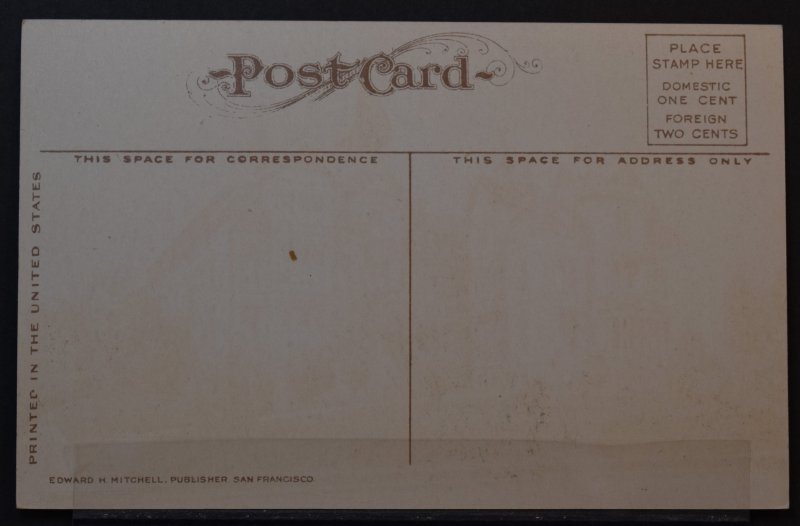 Post Card
PLACE
STAMP HERE
DOMESTIC
ONE CENT
FOREIGN
TWO CENTS
THIS SPACE FOR CORRESPONDENCE
THIS SPACE FOR ADDRESS ONLY
PRINTED IN THE UNITED STATES
EDWARD H. MITCHELL, PUBLISHER SAN FRANCISCO